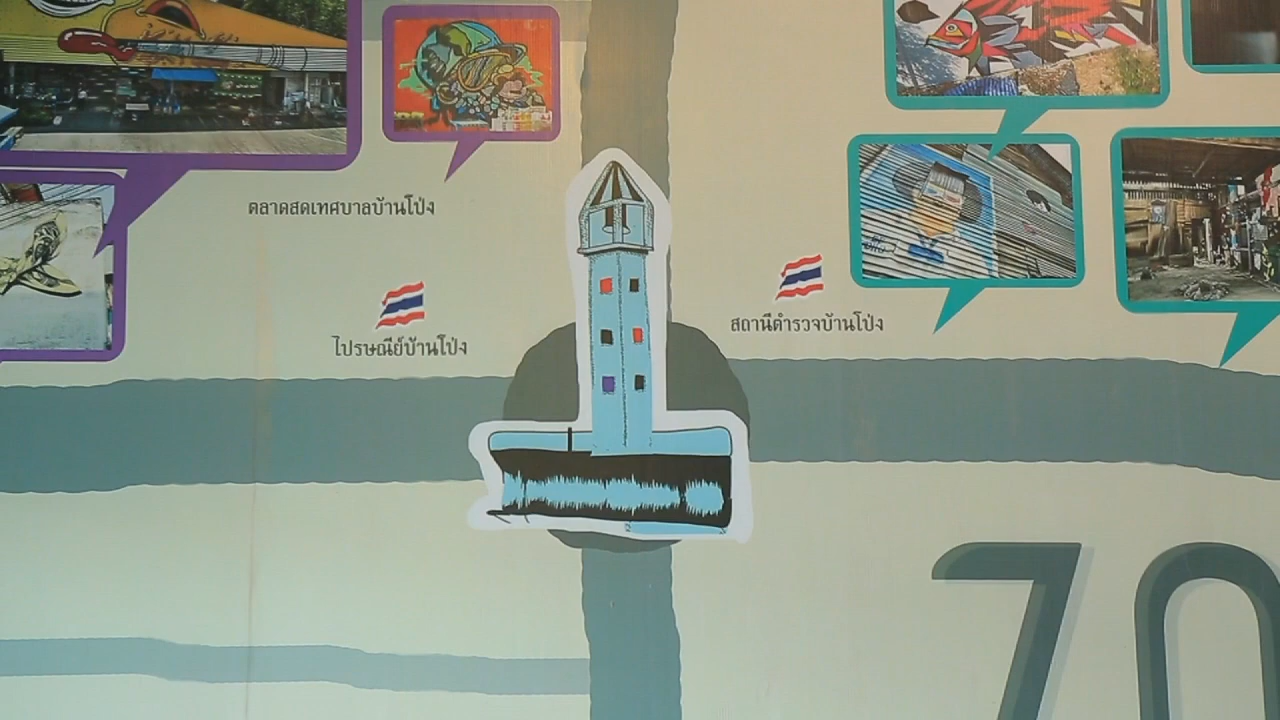 ตลาดสดเทศบาลบ้านโป่ง
สถานีตำรวจบ้านโป่ง
ไปรษณีย์บ้านโป่ง
70